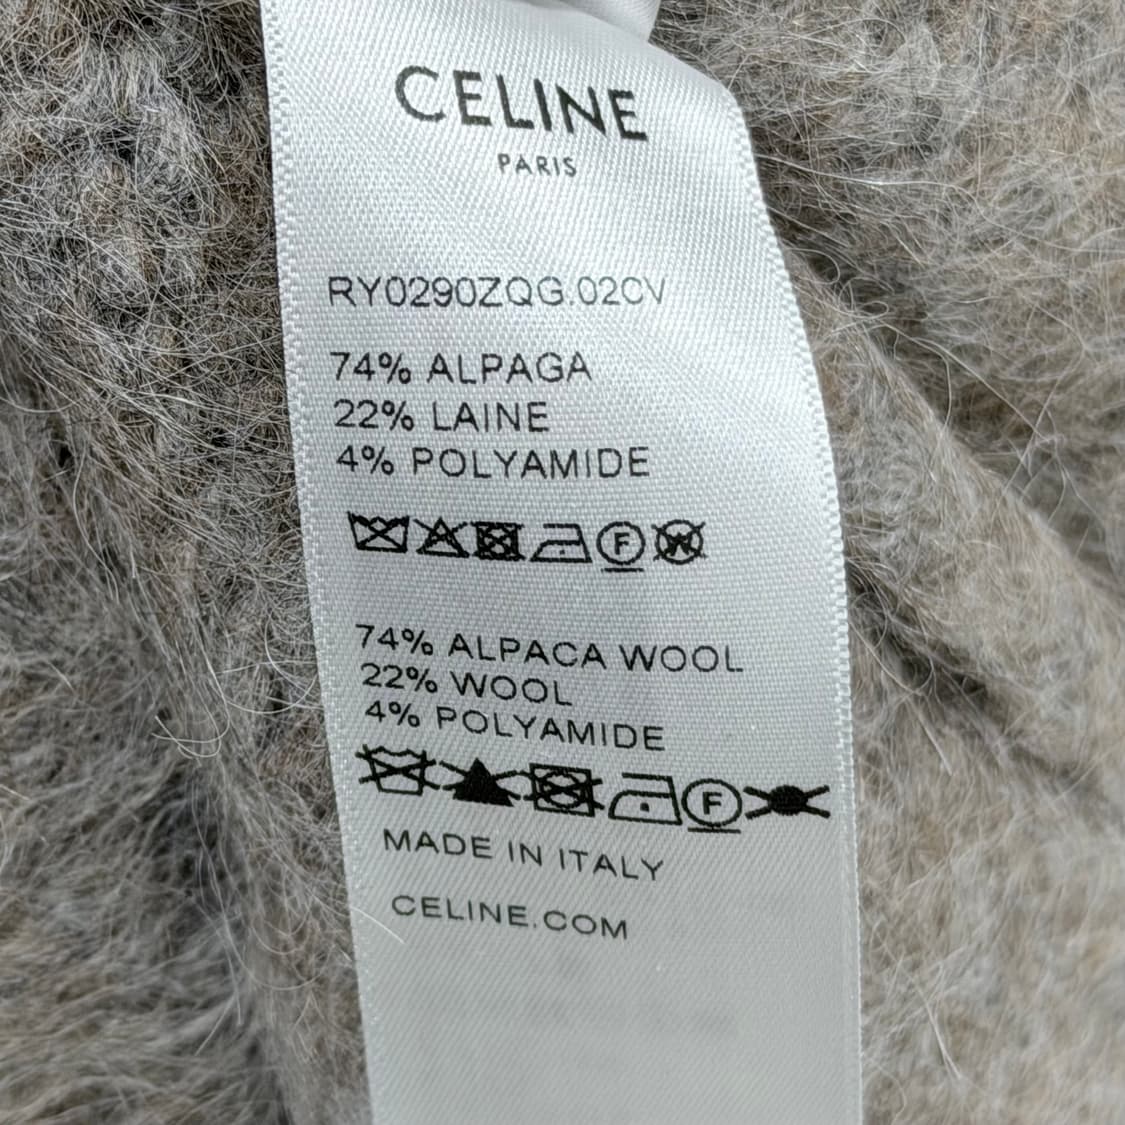 CELINE
PARIS
RY0290ZQG.02CV
74% ALPAGA
22% LAINE
4% POLYAMIDE
F W
74% ALPACA WOOL
22% WOOL
4% POLYAMIDE
F
MADE IN ITALY
CELINE.COM